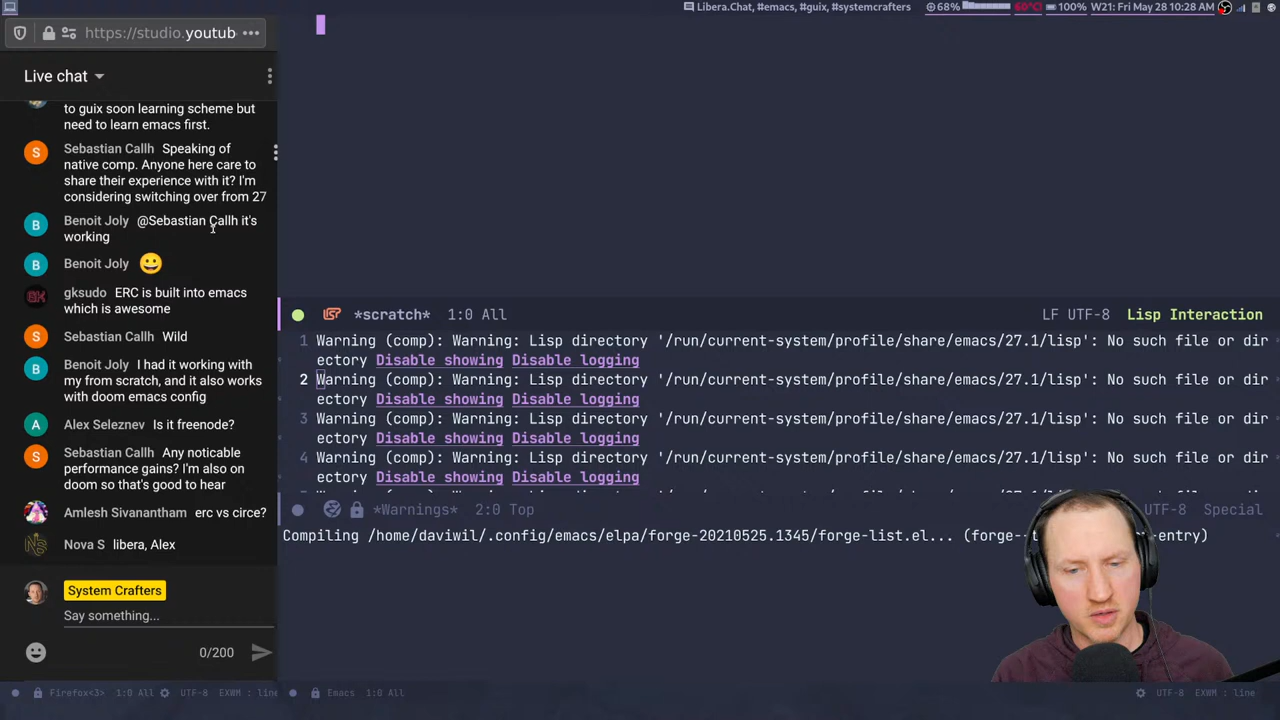 Libera.Chat, #emacs, #guix, #systemcrafters
68%
60°C
100%
W21: Fri May 28 10:28 AM
https://studio.youtub
Live chat
to guix soon learning scheme but
need to learn emacs first.
Sebastian Callh Speaking of
native comp. Anyone here care to
share their experience with it? I'm
considering switching over from 27
Benoit Joly @Sebastian Callh it's
working
Benoit Joly 😀
gksudo ERC is built into emacs
which is awesome
Sebastian Callh Wild
Benoit Joly I had it working with
my from scratch, and it also works
with doom emacs config
Alex Seleznev Is it freenode?
Sebastian Callh Any noticable
performance gains? I'm also on
doom so that's good to hear
Amlesh Sivanantham erc vs circe?
Nova S libera, Alex
System Crafters
Say something...
0/200
Firefox<3> 1:0 All UTF-8 EXWM : line
*scratch* 1:0 All LF UTF-8 Lisp Interaction
1 Warning (comp): Warning: Lisp directory '/run/current-system/profile/share/emacs/27.1/lisp': No such file or dir
ectory Disable showing Disable logging
2 Warning (comp): Warning: Lisp directory '/run/current-system/profile/share/emacs/27.1/lisp': No such file or dir
ectory Disable showing Disable logging
3 Warning (comp): Warning: Lisp directory '/run/current-system/profile/share/emacs/27.1/lisp': No such file or dir
ectory Disable showing Disable logging
4 Warning (comp): Warning: Lisp directory '/run/current-system/profile/share/emacs/27.1/lisp': No such file or dir
ectory Disable showing Disable logging
*Warnings* 2:0 Top UTF-8 Special
Compiling /home/daviwil/.config/emacs/elpa/forge-20210525.1345/forge-list.el... (forge-- -entry)
Emacs 1:0 All UTF-8 EXWM : line